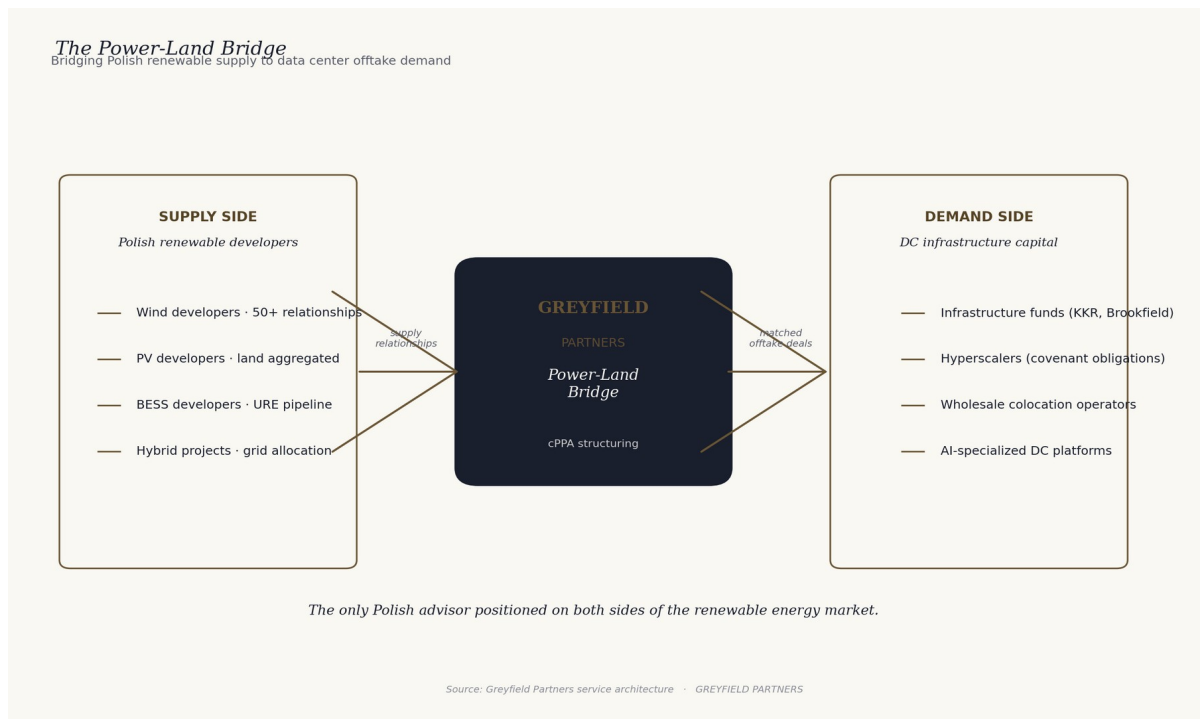 The Power-Land Bridge
Bridging Polish renewable supply to data center offtake demand
SUPPLY SIDE
Polish renewable developers
Wind developers · 50+ relationships
PV developers · land aggregated
BESS developers · URE pipeline
Hybrid projects · grid allocation
supply
relationships
GREYFIELD
PARTNERS
Power-Land
Bridge
cPPA structuring
matched
offtake deals
DEMAND SIDE
DC infrastructure capital
Infrastructure funds (KKR, Brookfield)
Hyperscalers (covenant obligations)
Wholesale colocation operators
AI-specialized DC platforms
The only Polish advisor positioned on both sides of the renewable energy market.
Source: Greyfield Partners service architecture · GREYFIELD PARTNERS